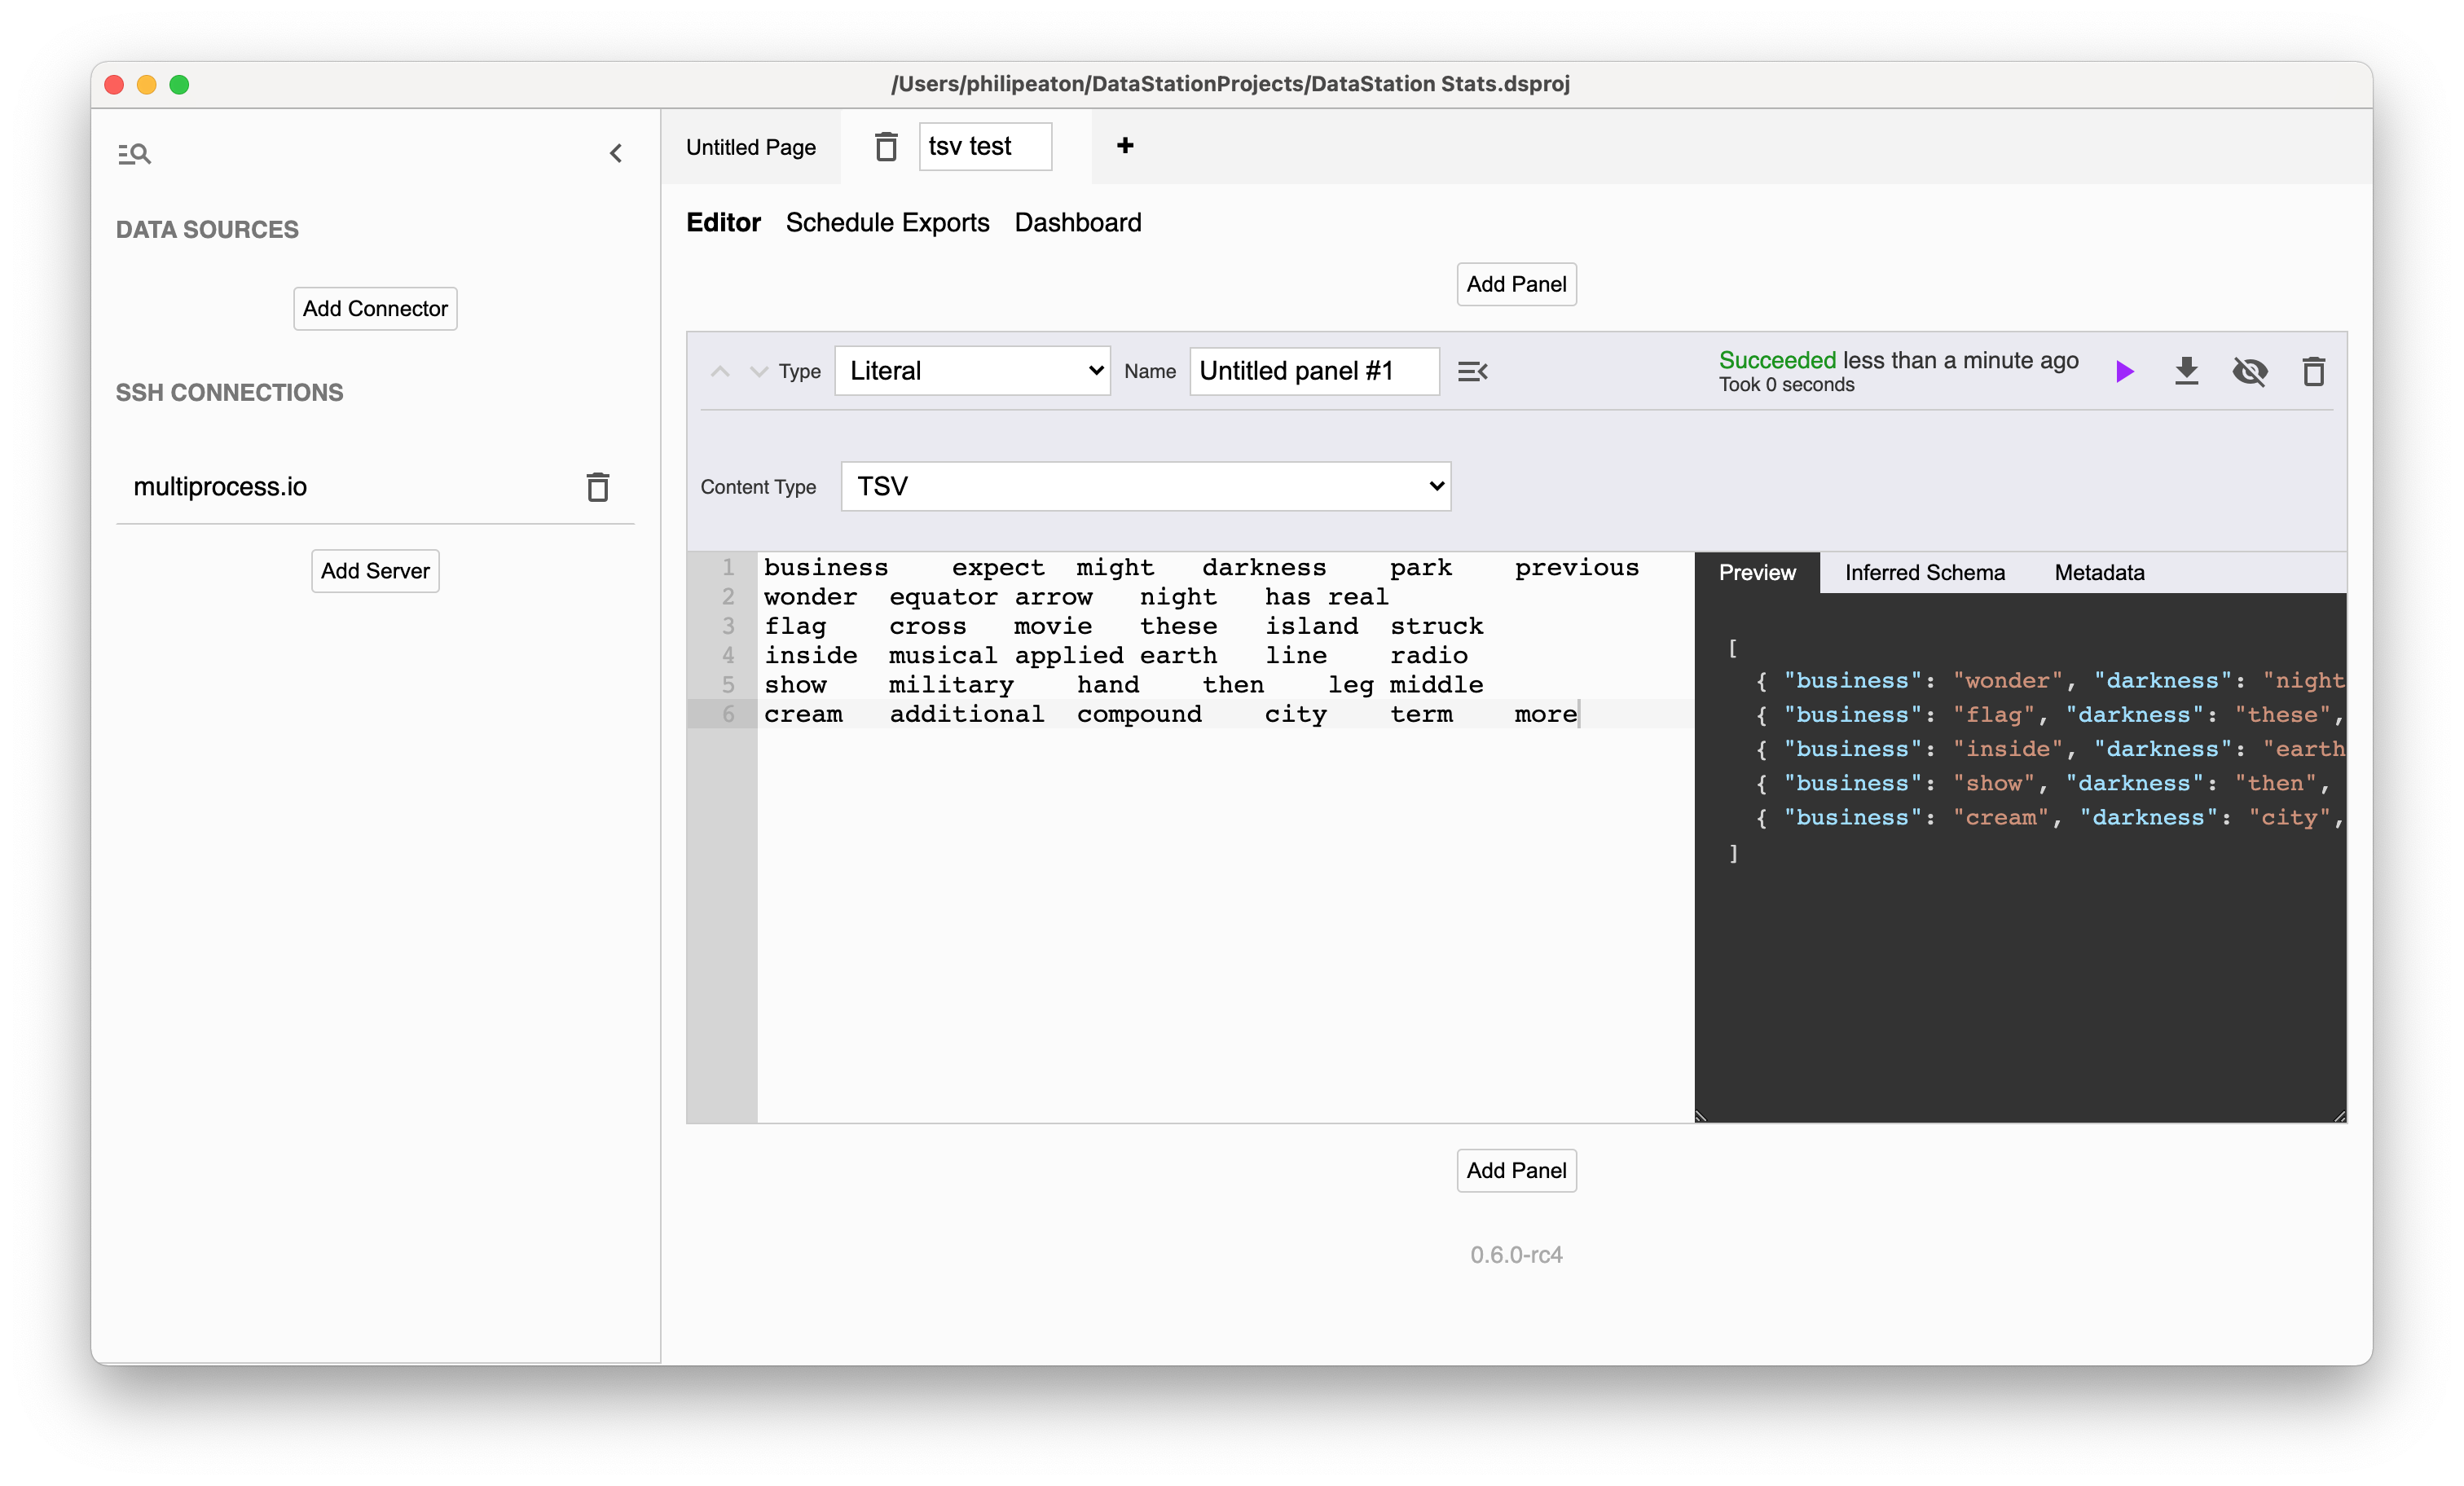 /Users/philipeaton/DataStationProjects/DataStation Stats.dsproj
DATA SOURCES
Add Connector
SSH CONNECTIONS
multiprocess.io
Add Server
Untitled Page
tsv test
+
Editor Schedule Exports Dashboard
Add Panel
Type Literal Name Untitled panel #1
Succeeded less than a minute ago
Took 0 seconds
Content Type TSV
1 business expect might darkness park previous
2 wonder equator arrow night has real
3 flag cross movie these island struck
4 inside musical applied earth line radio
5 show military hand then leg middle
6 cream additional compound city term more
Preview Inferred Schema Metadata
[
{ "business": "wonder", "darkness": "night
{ "business": "flag", "darkness": "these",
{ "business": "inside", "darkness": "earth
{ "business": "show", "darkness": "then",
{ "business": "cream", "darkness": "city",
]
Add Panel
0.6.0-rc4